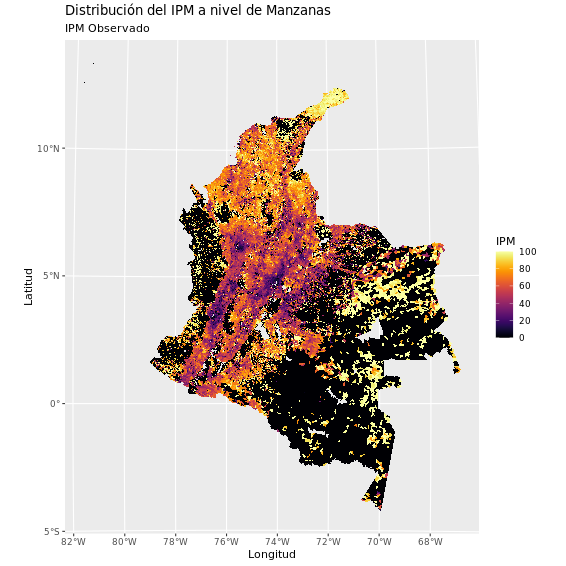 Distribución del IPM a nivel de Manzanas
IPM Observado
10°N
5°N
0°
5°S
82°W 80°W 78°W 76°W 74°W 72°W 70°W 68°W
Longitud
Latitud
IPM
100
80
60
40
20
0